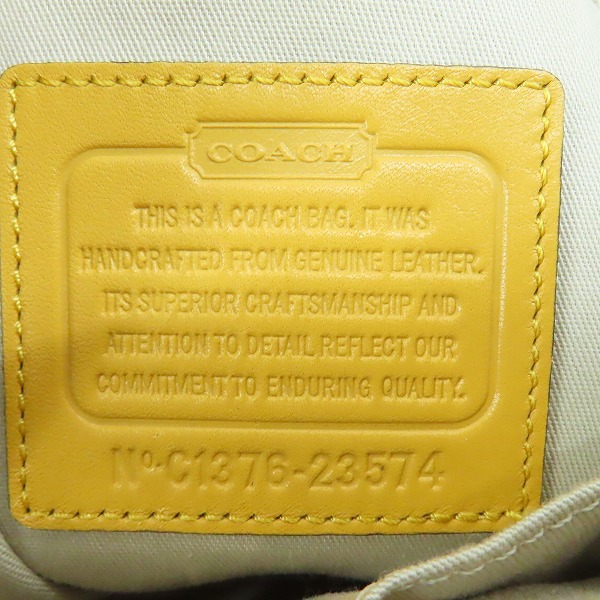 COACH
THIS IS A COACH BAG. IT WAS
HANDCRAFTED FROM GENUINE LEATHER.
ITS SUPERIOR CRAFTSMANSHIP AND
ATTENTION TO DETAIL REFLECT OUR
COMMITMENT TO ENDURING QUALITY.
Nº-C1376-23574